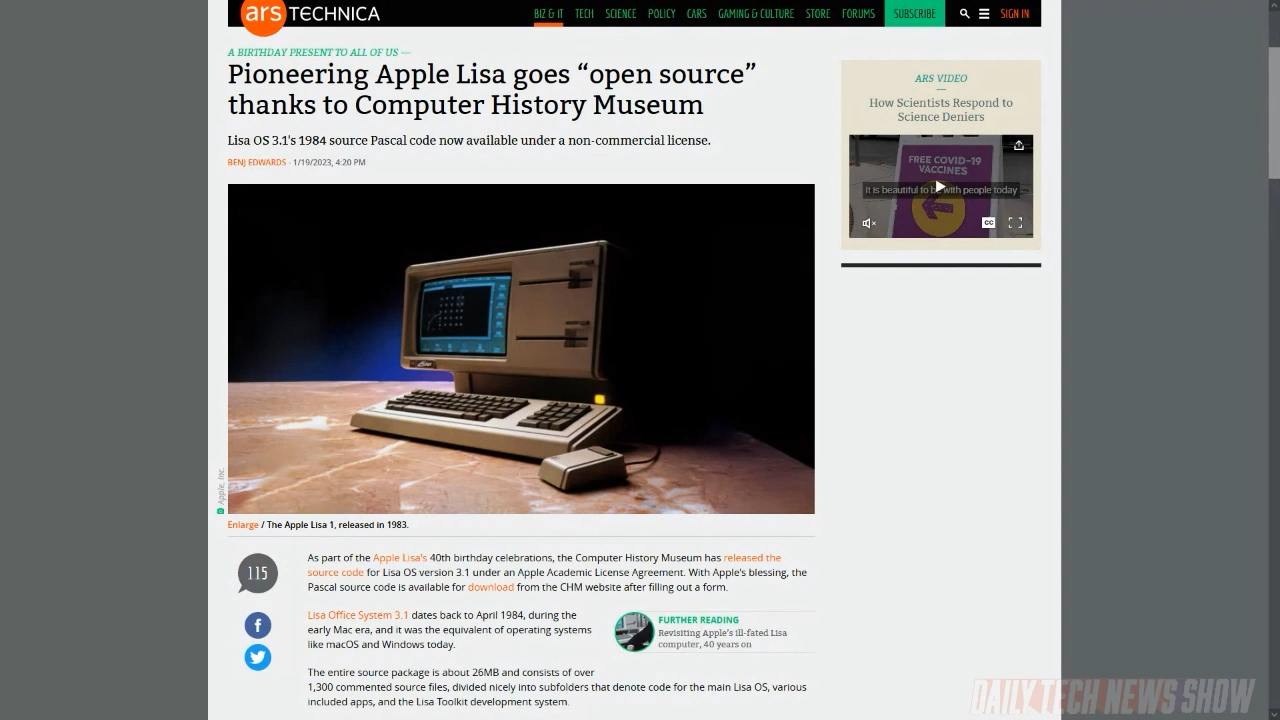 ars TECHNICA
BIZ & IT TECH SCIENCE POLICY CARS GAMING & CULTURE STORE FORUMS SUBSCRIBE SIGN IN
A BIRTHDAY PRESENT TO ALL OF US —
Pioneering Apple Lisa goes “open source”
thanks to Computer History Museum
Lisa OS 3.1's 1984 source Pascal code now available under a non-commercial license.
BENJ EDWARDS - 1/19/2023, 4:20 PM
Apple, Inc.
Enlarge / The Apple Lisa 1, released in 1983.
115
As part of the Apple Lisa's 40th birthday celebrations, the Computer History Museum has released the
source code for Lisa OS version 3.1 under an Apple Academic License Agreement. With Apple's blessing, the
Pascal source code is available for download from the CHM website after filling out a form.
Lisa Office System 3.1 dates back to April 1984, during the
early Mac era, and it was the equivalent of operating systems
like macOS and Windows today.
FURTHER READING
Revisiting Apple's ill-fated Lisa
computer, 40 years on
The entire source package is about 26MB and consists of over
1,300 commented source files, divided nicely into subfolders that denote code for the main Lisa OS, various
included apps, and the Lisa Toolkit development system.
ARS VIDEO
How Scientists Respond to
Science Deniers
FREE COVID-19
VACCINES
It is beautiful to be with people today
CC
DAILY TECH NEWS SHOW